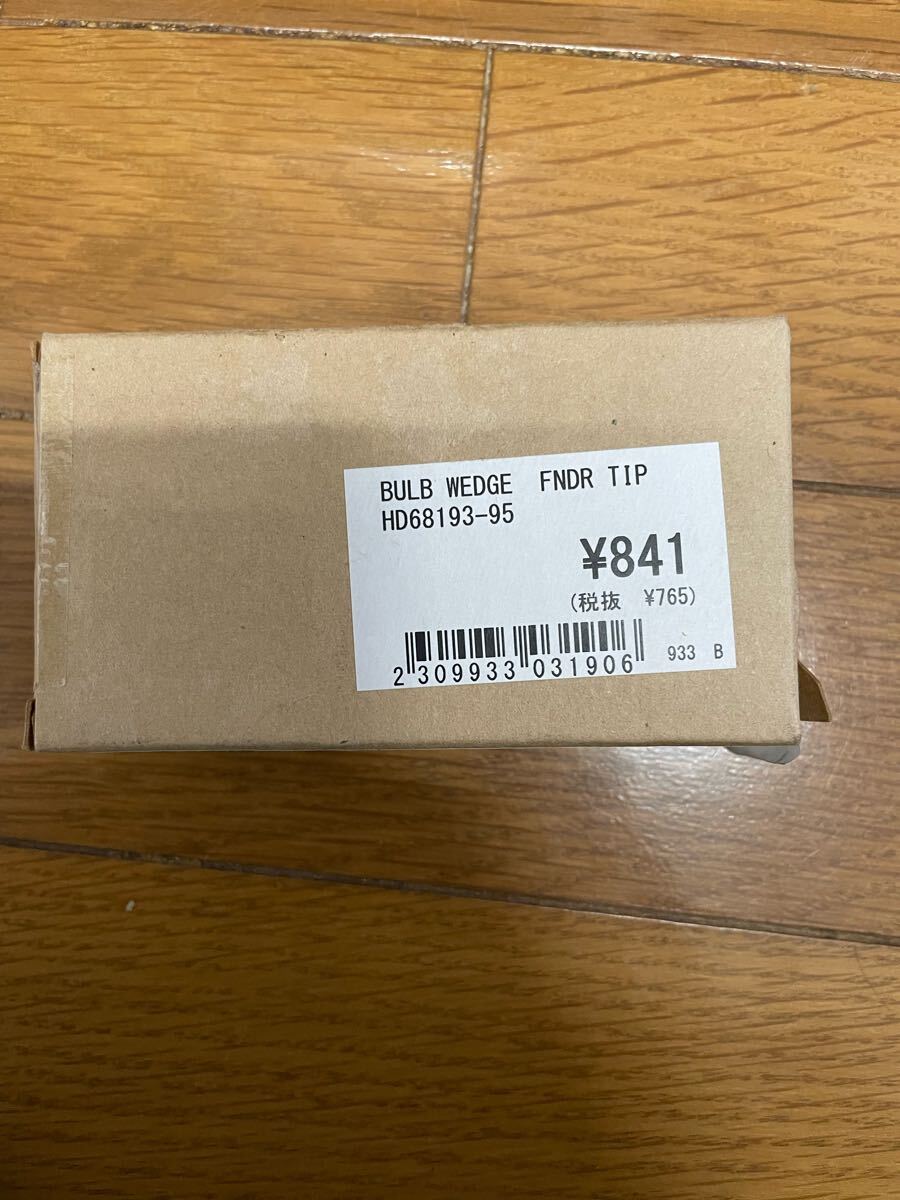 BULB WEDGE FNDR TIP
HD68193-95
¥841
(税抜 ¥765)
2 309933 031906 933 B